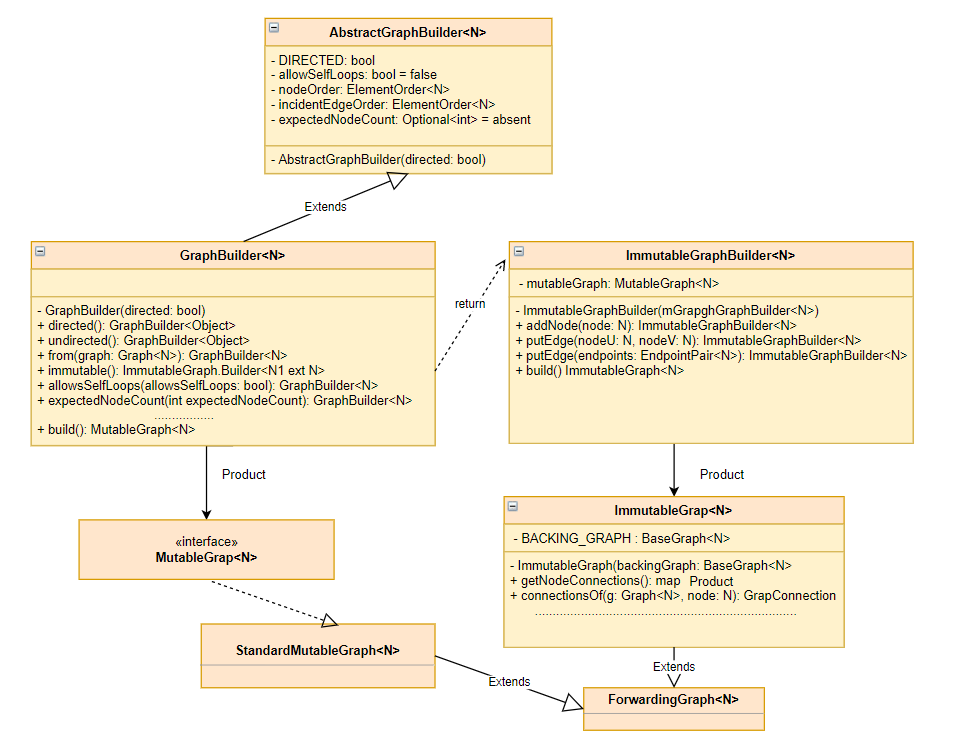 AbstractGraphBuilder<N>
- DIRECTED: bool
- allowSelfLoops: bool = false
- nodeOrder: ElementOrder<N>
- incidentEdgeOrder: ElementOrder<N>
- expectedNodeCount: Optional<int> = absent
- AbstractGraphBuilder(directed: bool)
Extends
GraphBuilder<N>
- GraphBuilder(directed: bool)
+ directed(): GraphBuilder<Object>
+ undirected(): GraphBuilder<Object>
+ from(graph: Graph<N>): GraphBuilder<N>
+ immutable(): ImmutableGraph.Builder<N1 ext N>
+ allowsSelfLoops(allowsSelfLoops: bool): GraphBuilder<N>
+ expectedNodeCount(int expectedNodeCount): GraphBuilder<N>
.................
+ build(): MutableGraph<N>
return
ImmutableGraphBuilder<N>
- mutableGraph: MutableGraph<N>
- ImmutableGraphBuilder(mGrapghGraphBuilder<N>)
+ addNode(node: N): ImmutableGraphBuilder<N>
+ putEdge(nodeU: N, nodeV: N): ImmutableGraphBuilder<N>
+ putEdge(endpoints: EndpointPair<N>): ImmutableGraphBuilder<N>
+ build() ImmutableGraph<N>
Product
Product
«interface»
MutableGrap<N>
ImmutableGrap<N>
- BACKING_GRAPH : BaseGraph<N>
- ImmutableGraph(backingGraph: BaseGraph<N>
+ getNodeConnections(): map Product
+ connectionsOf(g: Graph<N>, node: N): GrapConnection
...........................................................................
StandardMutableGraph<N>
Extends
Extends
ForwardingGraph<N>